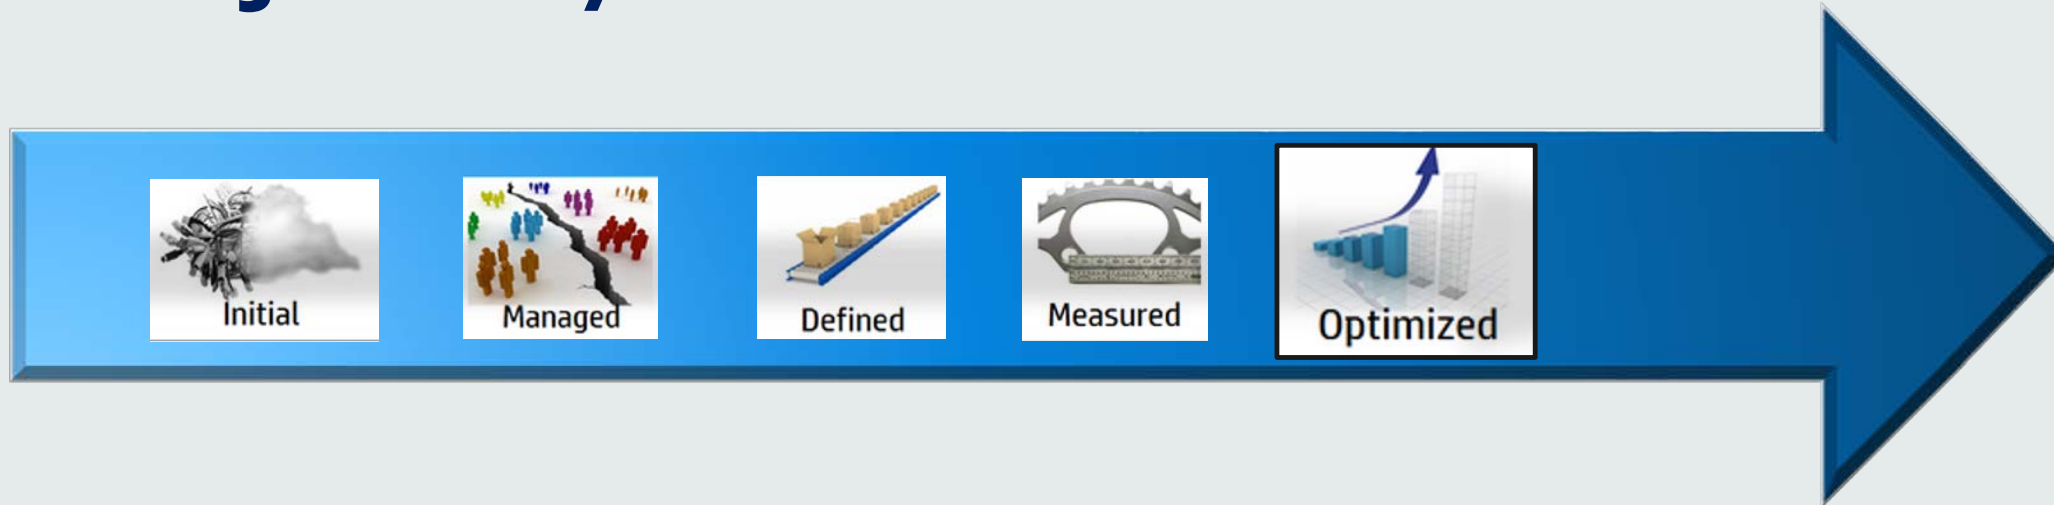 Initial
Managed
Defined
Measured
Optimized